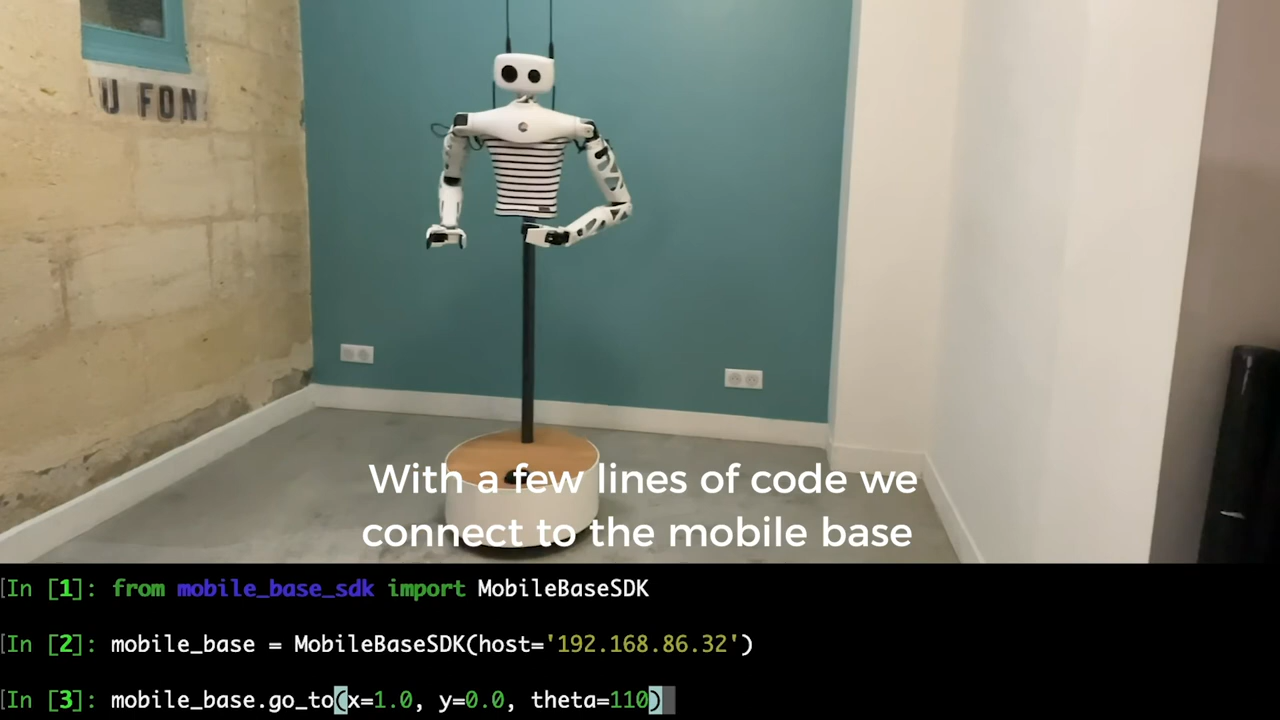 U FON
With a few lines of code we
connect to the mobile base
[In [1]: from mobile_base_sdk import MobileBaseSDK
[In [2]: mobile_base = MobileBaseSDK(host='192.168.86.32')
[In [3]: mobile_base.go_to(x=1.0, y=0.0, theta=110)